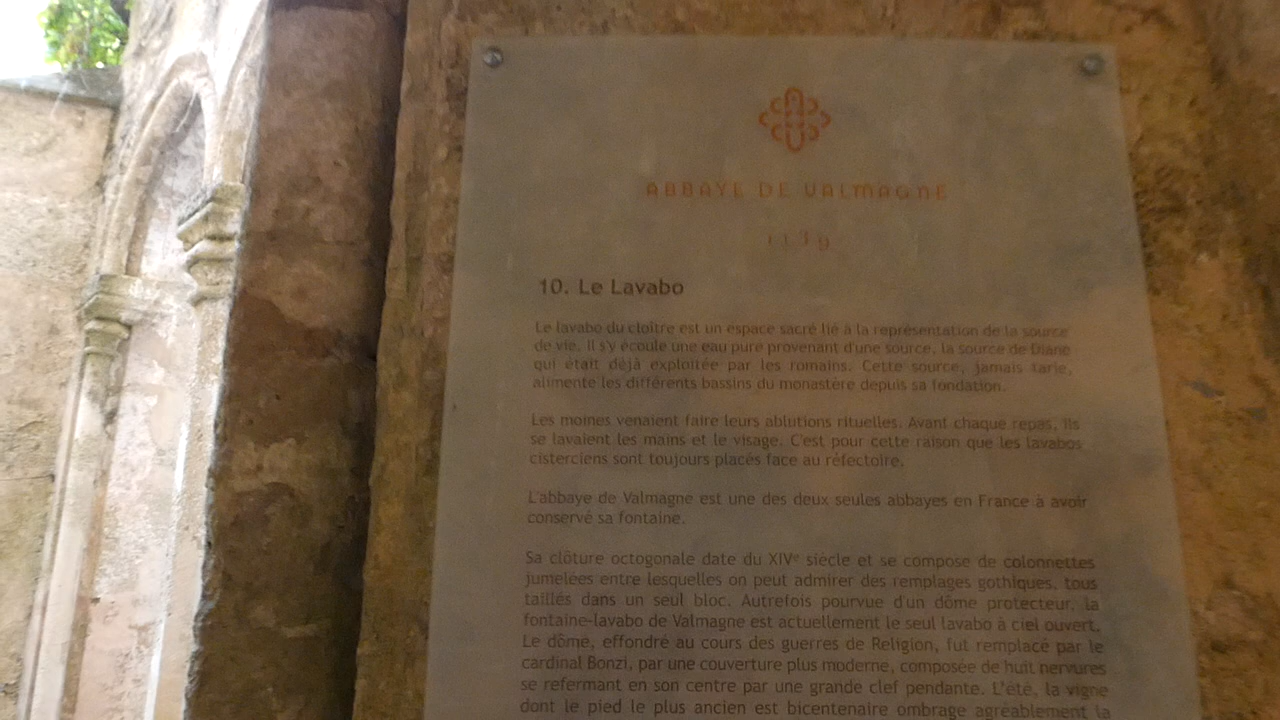 ABBAYE DE VALMAGNE
1139
10. Le Lavabo
Le lavabo du cloître est un espace sacré lié à la représentation de la source
de vie. Il s'y écoule une eau pure provenant d'une source, la source de Diane
qui était déjà exploitée par les romains. Cette source, jamais tarie,
alimente les différents bassins du monastère depuis sa fondation.
Les moines venaient faire leurs ablutions rituelles. Avant chaque repas, ils
se lavaient les mains et le visage. C'est pour cette raison que les lavabos
cisterciens sont toujours placés face au réfectoire.
L'abbaye de Valmagne est une des deux seules abbayes en France à avoir
conservé sa fontaine.
Sa clôture octogonale date du XIVe siècle et se compose de colonnettes
jumelées entre lesquelles on peut admirer des remplages gothiques, tous
taillés dans un seul bloc. Autrefois pourvue d'un dôme protecteur, la
fontaine-lavabo de Valmagne est actuellement le seul lavabo à ciel ouvert.
Le dôme, effondré au cours des guerres de Religion, fut remplacé par le
cardinal Bonzi, par une couverture plus moderne, composée de huit nervures
se refermant en son centre par une grande clef pendante. L'été, la vigne
dont le pied le plus ancien est bicentenaire ombrage agréablement la